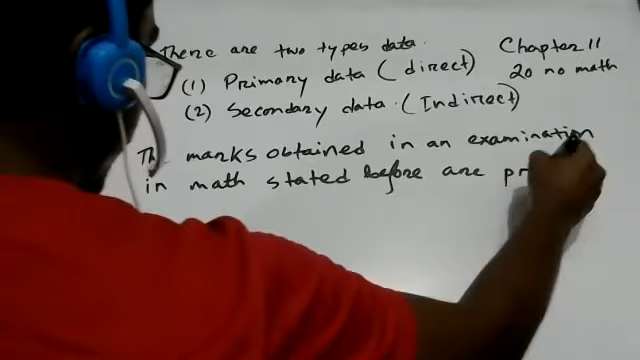 There are two types data.
Chapter 11
(1) Primary data (direct)
20 no math
(2) Secondary data. (Indirect)
marks obtained in an examination
in math stated before are pr